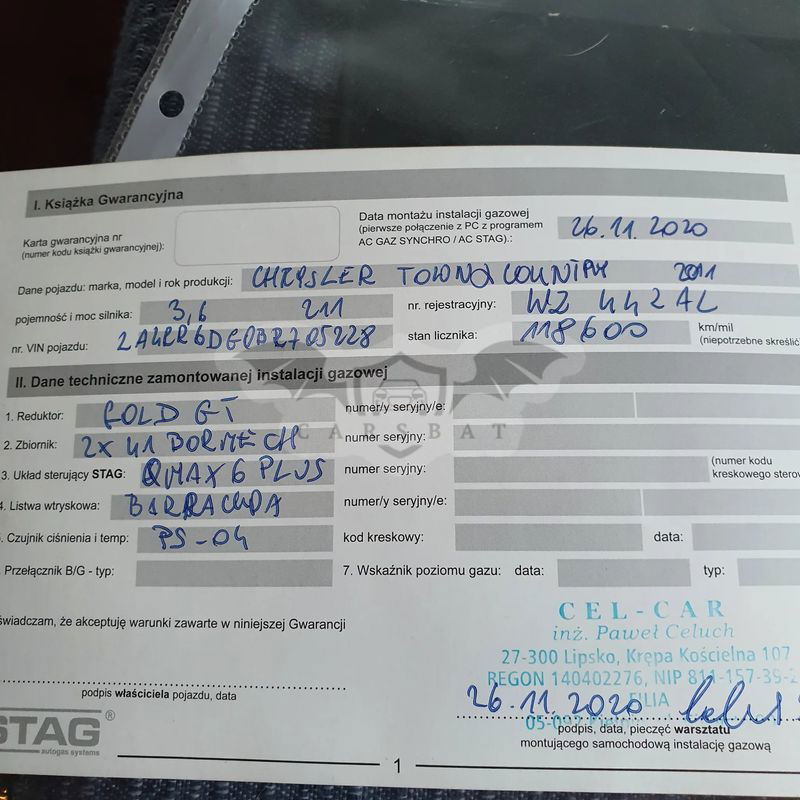 I. Książka Gwarancyjna
Karta gwarancyjna nr
(numer kodu książki gwarancyjnej):
Data montażu instalacji gazowej
(pierwsze połączenie z PC z programem
AC GAZ SYNCHRO / AC STAG).: 26.11.2020
Dane pojazdu: marka, model i rok produkcji: CHRYSLER TOWN&COUNTRY 2011
pojemność i moc silnika: 3,6 211 nr. rejestracyjny: WZ 442AL
nr. VIN pojazdu: 2A4RR6DG0BR705228 stan licznika: 118600 km/mil
(niepotrzebne skreślić
II. Dane techniczne zamontowanej instalacji gazowej
CARSBAT
1. Reduktor: GOLD GT numer/y seryjny/e:
2. Zbiornik: 2X 41 BORMECH numer seryjny:
3. Układ sterujący STAG: QMAX 6 PLUS numer seryjny: (numer kodu
kreskowego sterow
4. Listwa wtryskowa: BARRACUDA numer/y seryjny/e:
. Czujnik ciśnienia i temp: PS-04 kod kreskowy: data:
Przełącznik B/G - typ: 7. Wskaźnik poziomu gazu: data: typ:
świadczam, że akceptuję warunki zawarte w niniejszej Gwarancji
CEL-CAR
inż. Paweł Celuch
27-300 Lipsko, Krępa Kościelna 107
REGON 140402276, NIP 811-157-39-2
FILIA
26.11.2020
05-092
podpis właściciela pojazdu, data
podpis, data, pieczęć warsztatu
montującego samochodową instalację gazową
STAG®
autogas systems
1